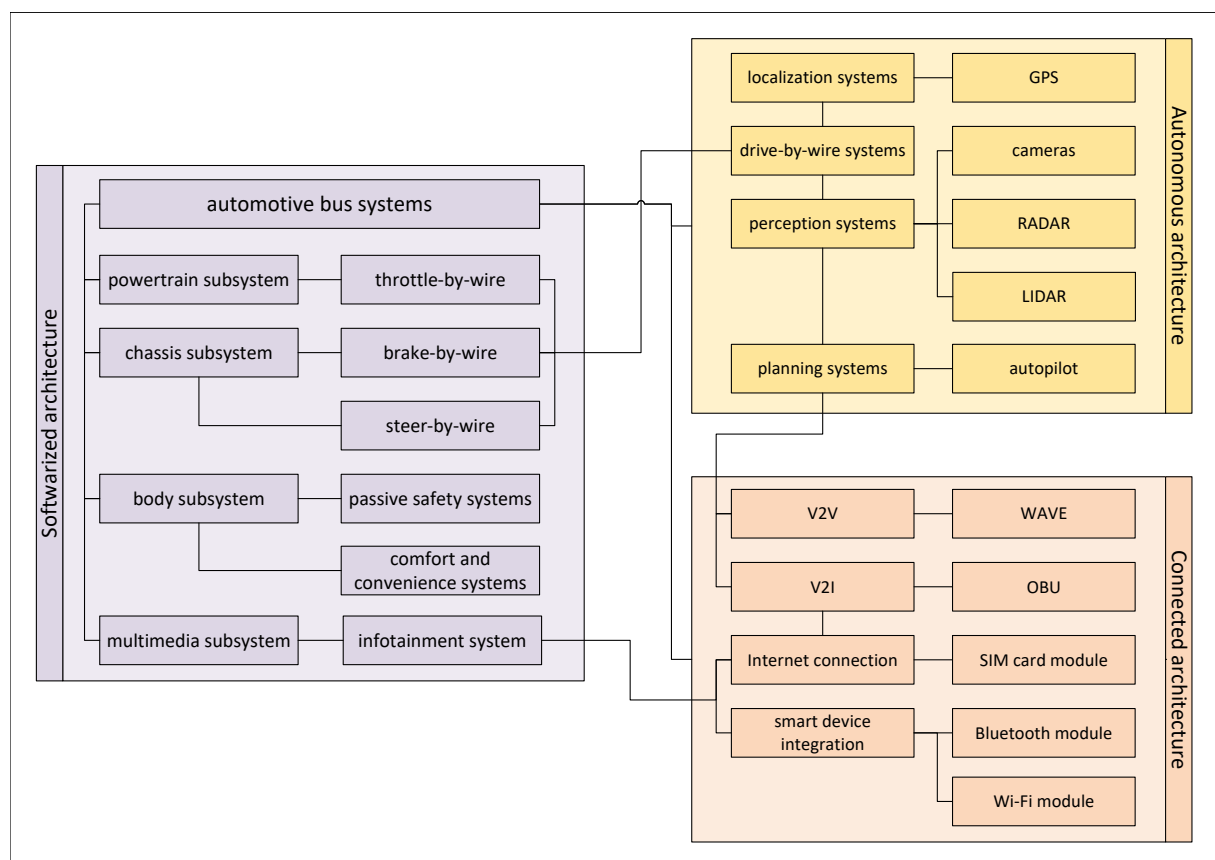 Softwarized architecture
automotive bus systems
powertrain subsystem
throttle-by-wire
chassis subsystem
brake-by-wire
steer-by-wire
body subsystem
passive safety systems
comfort and
convenience systems
multimedia subsystem
infotainment system
Autonomous architecture
localization systems
GPS
drive-by-wire systems
cameras
perception systems
RADAR
LIDAR
planning systems
autopilot
Connected architecture
V2V
WAVE
V2I
OBU
Internet connection
SIM card module
smart device
integration
Bluetooth module
Wi-Fi module